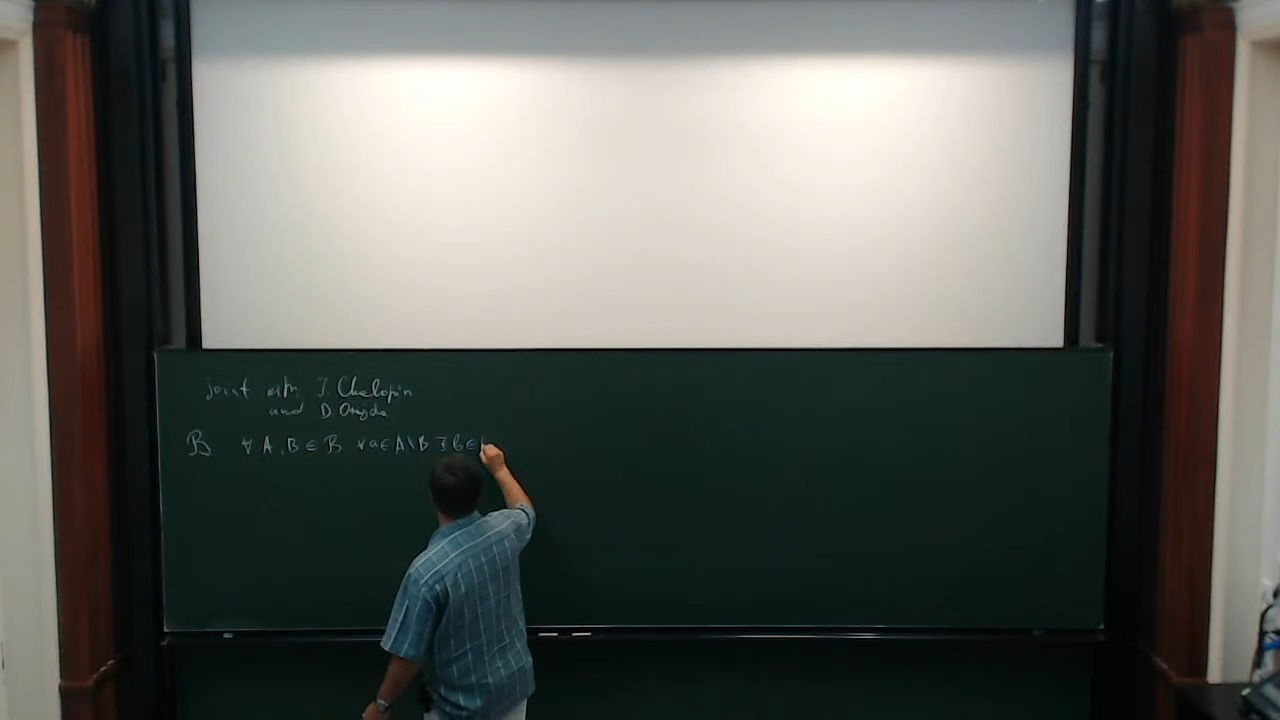 joint with J. Chalopin
and D. Osajda
B ∀ A, B ∈ B ∀ a ∈ A \ B ∃ b ∈